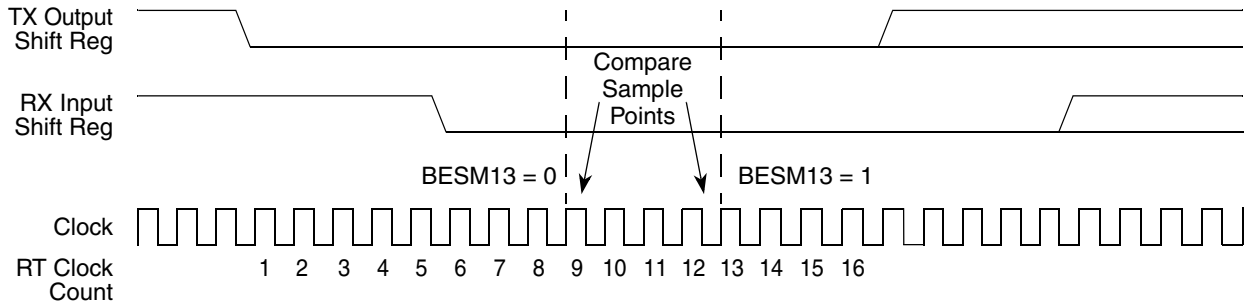 TX Output
Shift Reg
Compare
Sample
Points
RX Input
Shift Reg
BESM13 = 0
BESM13 = 1
Clock
RT Clock
Count
1 2 3 4 5 6 7 8 9 10 11 12 13 14 15 16